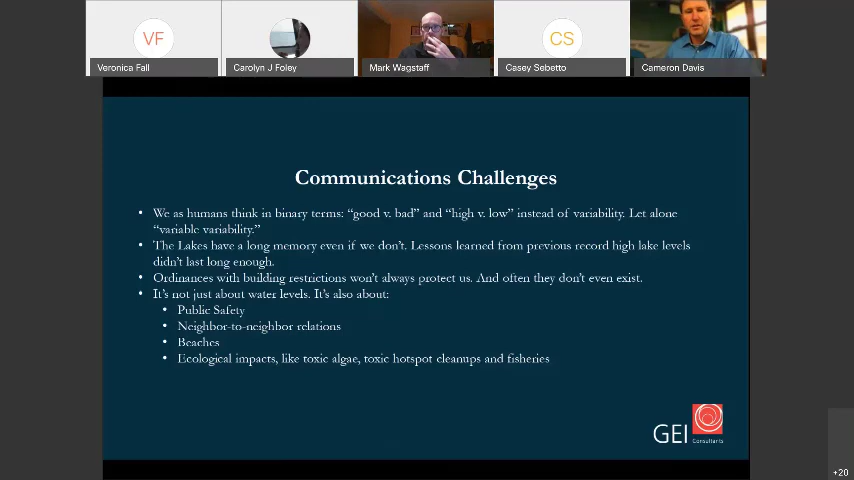 VF
CS
Veronica Fall
Carolyn J Foley
Mark Wagstaff
Casey Sebetto
Cameron Davis
Communications Challenges
• We as humans think in binary terms: “good v. bad” and “high v. low” instead of variability. Let alone
“variable variability.”
• The Lakes have a long memory even if we don’t. Lessons learned from previous record high lake levels
didn’t last long enough.
• Ordinances with building restrictions won’t always protect us. And often they don’t even exist.
• It’s not just about water levels. It’s also about:
• Public Safety
• Neighbor-to-neighbor relations
• Beaches
• Ecological impacts, like toxic algae, toxic hotspot cleanups and fisheries
GEI
Consultants
+20